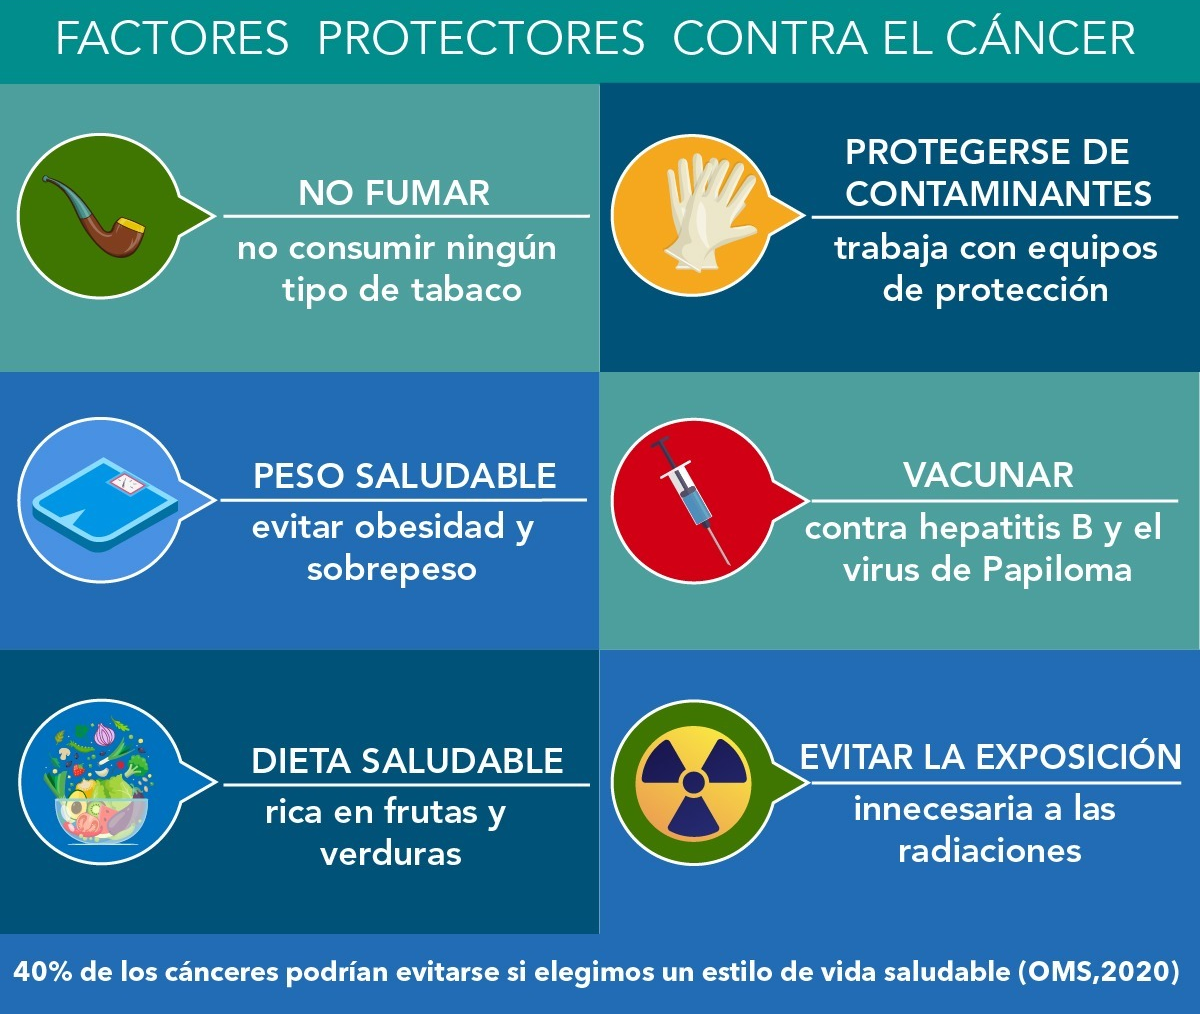 FACTORES PROTECTORES CONTRA EL CÁNCER
NO FUMAR
no consumir ningún
tipo de tabaco
PROTEGERSE DE
CONTAMINANTES
trabaja con equipos
de protección
PESO SALUDABLE
evitar obesidad y
sobrepeso
VACUNAR
contra hepatitis B y el
virus de Papiloma
DIETA SALUDABLE
rica en frutas y
verduras
EVITAR LA EXPOSICIÓN
innecesaria a las
radiaciones
40% de los cánceres podrían evitarse si elegimos un estilo de vida saludable (OMS,2020)